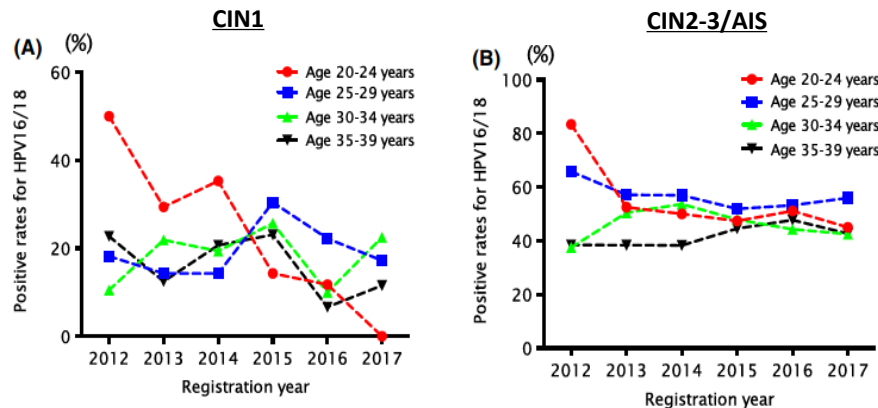 CIN1
(A) (%)
Age 20-24 years
Age 25-29 years
Age 30-34 years
Age 35-39 years
Positive rates for HPV16/18
60
40
20
0
2012 2013 2014 2015 2016 2017
Registration year
CIN2-3/AIS
(B) (%)
Age 20-24 years
Age 25-29 years
Age 30-34 years
Age 35-39 years
Positive rates for HPV16/18
100
80
60
40
20
0
2012 2013 2014 2015 2016 2017
Registration year